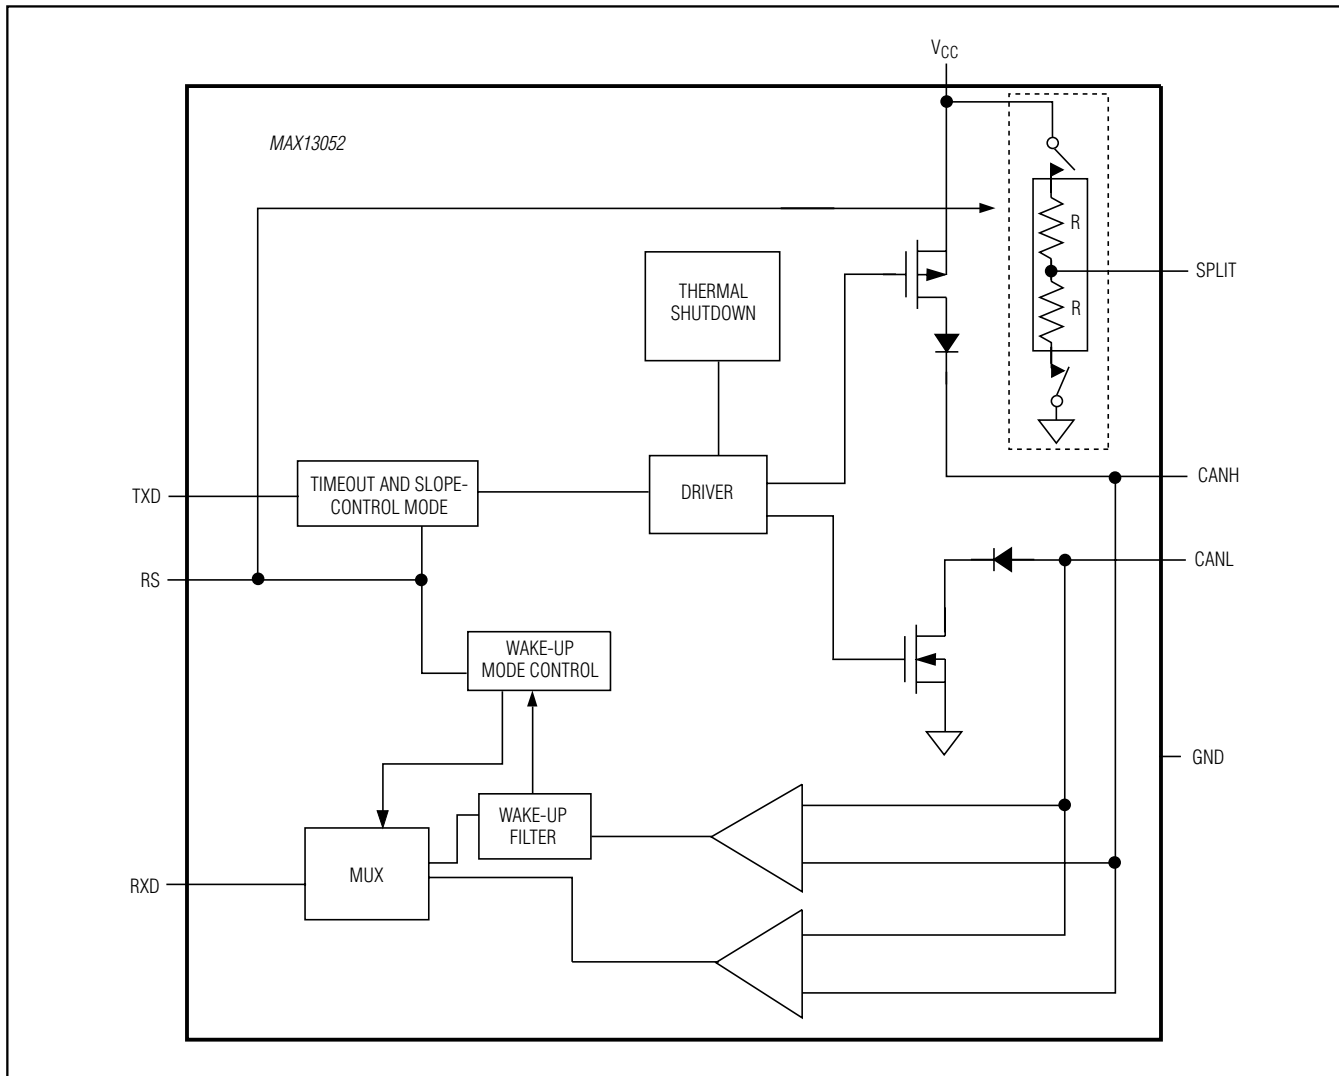 VCC
MAX13052
R
SPLIT
THERMAL
SHUTDOWN
R
TIMEOUT AND SLOPE-
CONTROL MODE
TXD
DRIVER
CANH
CANL
RS
WAKE-UP
MODE CONTROL
GND
WAKE-UP
FILTER
MUX
RXD